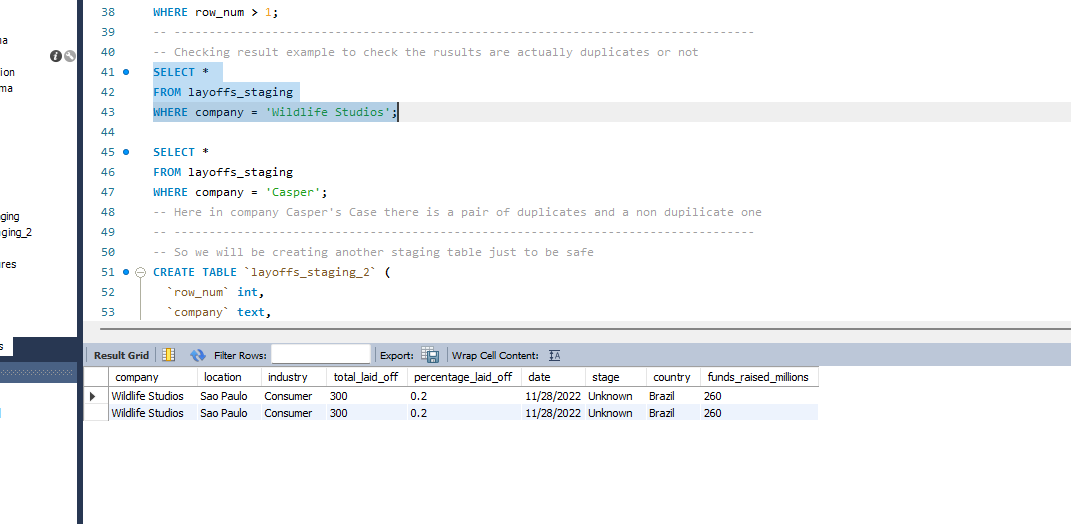 38 WHERE row_num > 1;
39 -- -----------------------------------------------------------------------------------
40 -- Checking result example to check the rusults are actually duplicates or not
41 SELECT *
42 FROM layoffs_staging
43 WHERE company = 'Wildlife Studios';
44
45 SELECT *
46 FROM layoffs_staging
47 WHERE company = 'Casper';
48 -- Here in company Casper's Case there is a pair of duplicates and a non dupilicate one
49 -- -----------------------------------------------------------------------------------
50 -- So we will be creating another staging table just to be safe
51 CREATE TABLE `layoffs_staging_2` (
52 `row_num` int,
53 `company` text,
na
ion
ma
ging
ging_2
res
s
Result Grid Filter Rows: Export: Wrap Cell Content: IA
company location industry total_laid_off percentage_laid_off date stage country funds_raised_millions
Wildlife Studios Sao Paulo Consumer 300 0.2 11/28/2022 Unknown Brazil 260
Wildlife Studios Sao Paulo Consumer 300 0.2 11/28/2022 Unknown Brazil 260